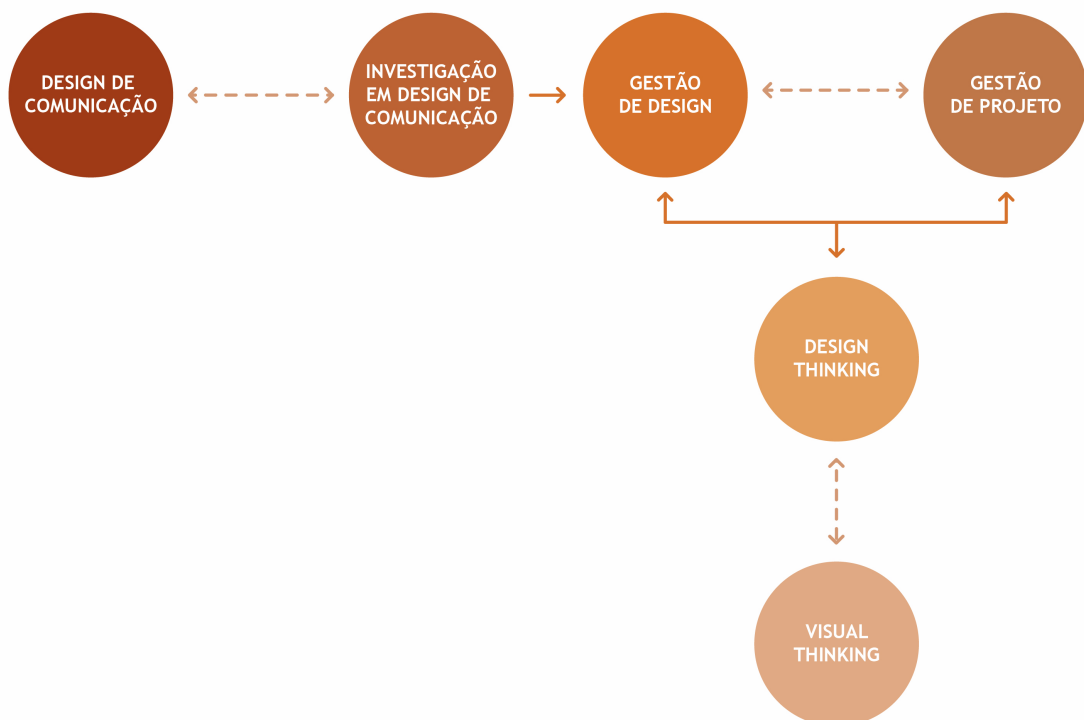 DESIGN DE
COMUNICAÇÃO
INVESTIGAÇÃO
EM DESIGN DE
COMUNICAÇÃO
GESTÃO
DE DESIGN
GESTÃO
DE PROJETO
DESIGN
THINKING
VISUAL
THINKING